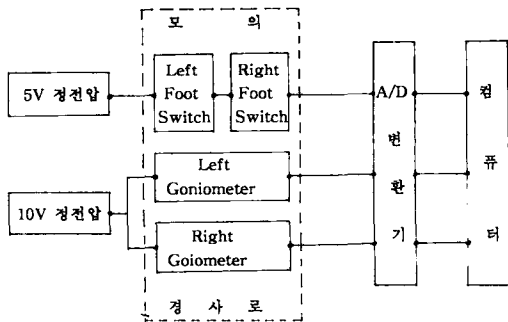 모 의
5V 정전압
Left
Foot
Switch
Right
Foot
Switch
A/D
변
환
기
컴
퓨
터
10V 정전압
Left
Goniometer
Right
Goiometer
경 사 로